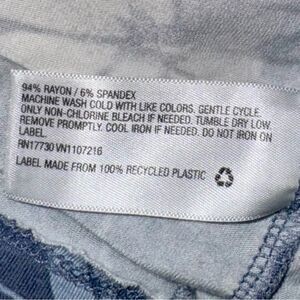 94% RAYON / 6% SPANDEX
MACHINE WASH COLD WITH LIKE COLORS. GENTLE CYCLE.
ONLY NON-CHLORINE BLEACH IF NEEDED. TUMBLE DRY LOW.
REMOVE PROMPTLY. COOL IRON IF NEEDED. DO NOT IRON ON
LABEL
RN17730 VN1107216
LABEL MADE FROM 100% RECYCLED PLASTIC